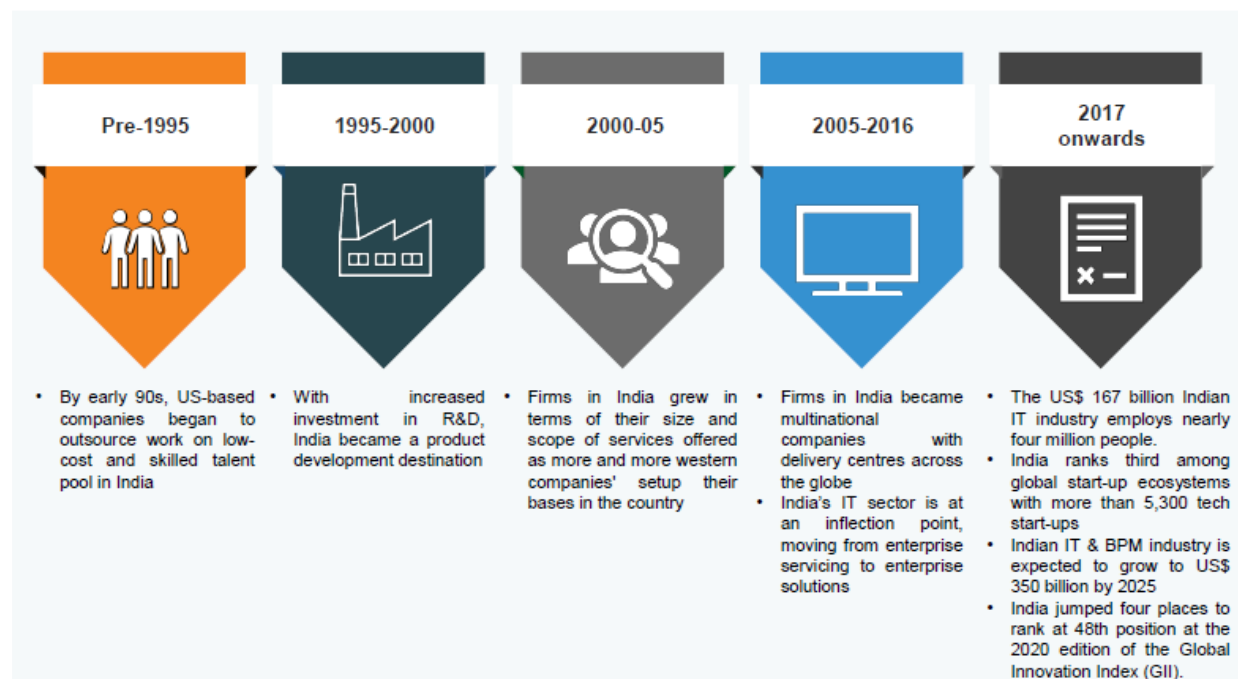 Pre-1995
1995-2000
2000-05
2005-2016
2017
onwards
• By early 90s, US-based
companies began to
outsource work on low-
cost and skilled talent
pool in India
• With increased
investment in R&D,
India became a product
development destination
• Firms in India grew in
terms of their size and
scope of services offered
as more and more western
companies' setup their
bases in the country
• Firms in India became
multinational
companies with
delivery centres across
the globe
• India's IT sector is at
an inflection point,
moving from enterprise
servicing to enterprise
solutions
• The US$ 167 billion Indian
IT industry employs nearly
four million people.
• India ranks third among
global start-up ecosystems
with more than 5,300 tech
start-ups
• Indian IT & BPM industry is
expected to grow to US$
350 billion by 2025
• India jumped four places to
rank at 48th position at the
2020 edition of the Global
Innovation Index (GII).